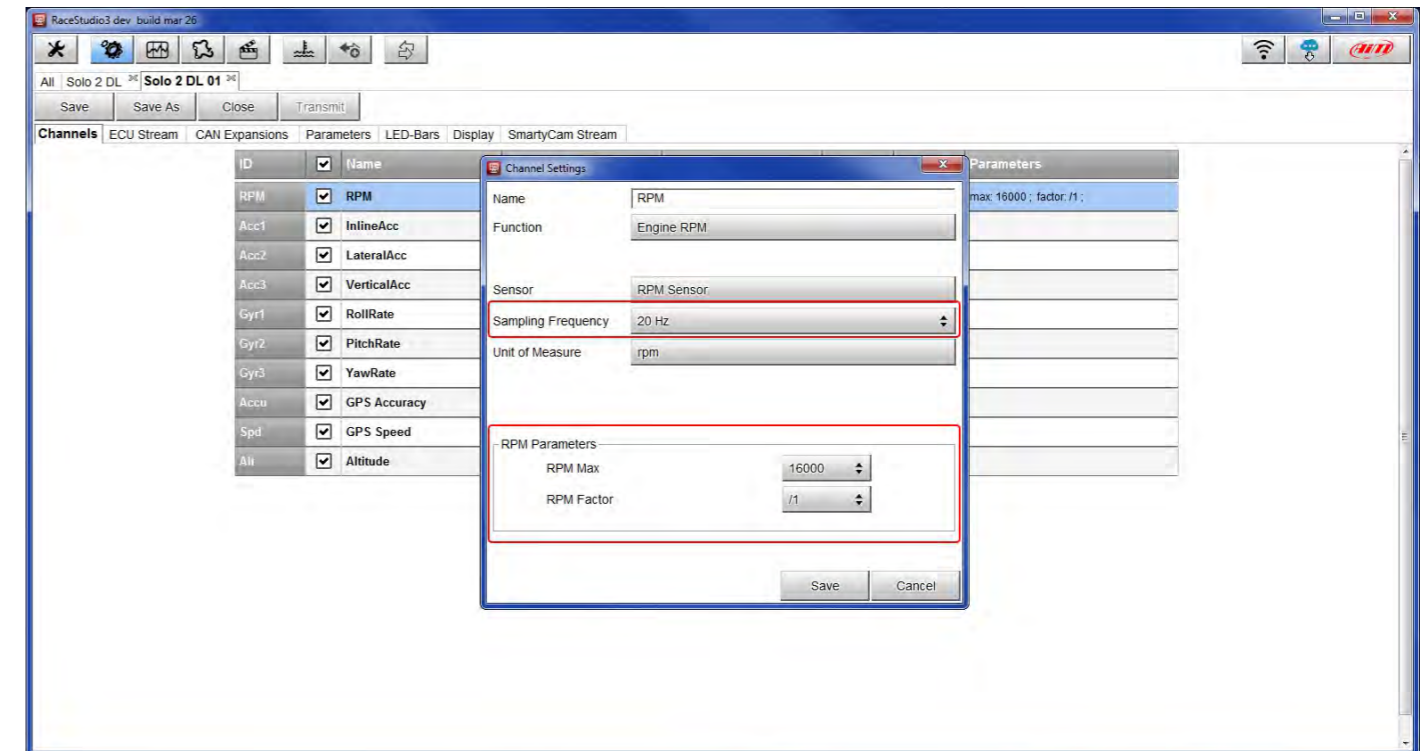 RaceStudio3 dev build mar 26
AiM
All Solo 2 DL Solo 2 DL 01
Save Save As Close Transmit
Channels ECU Stream CAN Expansions Parameters LED-Bars Display SmartyCam Stream
ID Name Parameters
RPM RPM max: 16000 ; factor: /1 ;
Acc1 InlineAcc
Acc2 LateralAcc
Acc3 VerticalAcc
Gyr1 RollRate
Gyr2 PitchRate
Gyr3 YawRate
Accu GPS Accuracy
Spd GPS Speed
Alt Altitude
Channel Settings
Name RPM
Function Engine RPM
Sensor RPM Sensor
Sampling Frequency 20 Hz
Unit of Measure rpm
RPM Parameters
RPM Max 16000
RPM Factor /1
Save Cancel